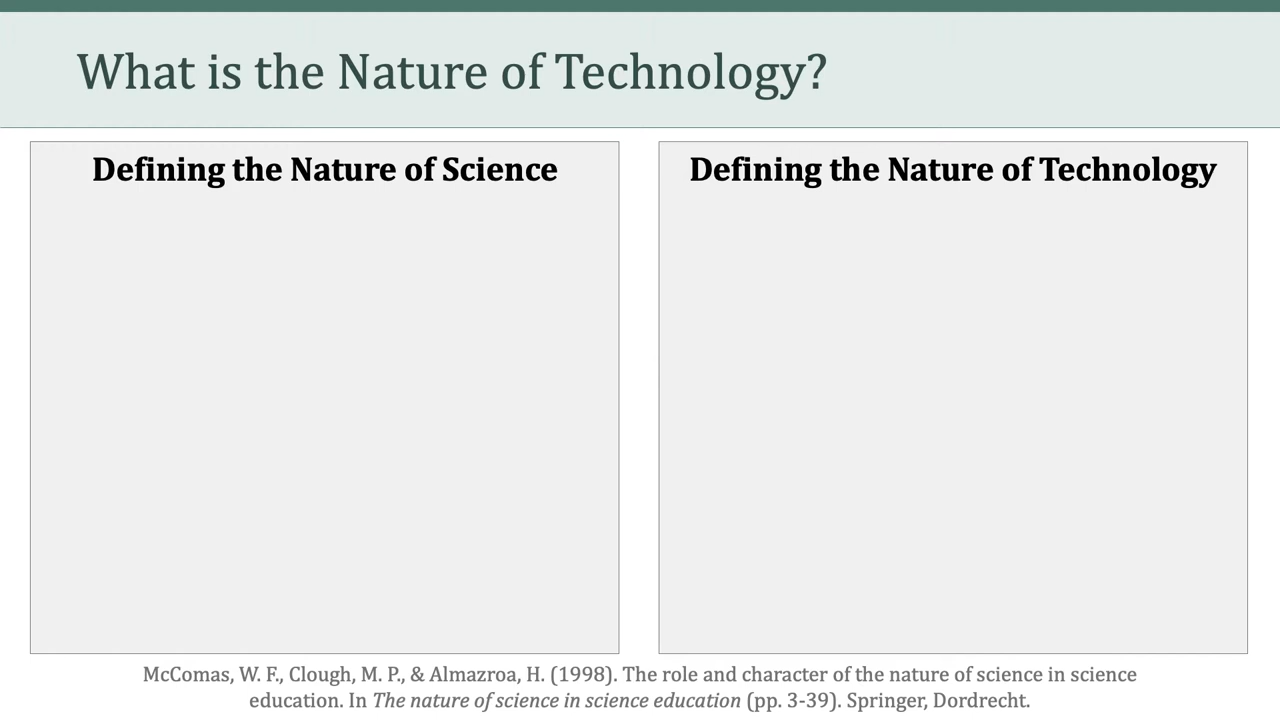 What is the Nature of Technology?
Defining the Nature of Science
Defining the Nature of Technology
McComas, W. F., Clough, M. P., & Almazroa, H. (1998). The role and character of the nature of science in science
education. In The nature of science in science education (pp. 3-39). Springer, Dordrecht.